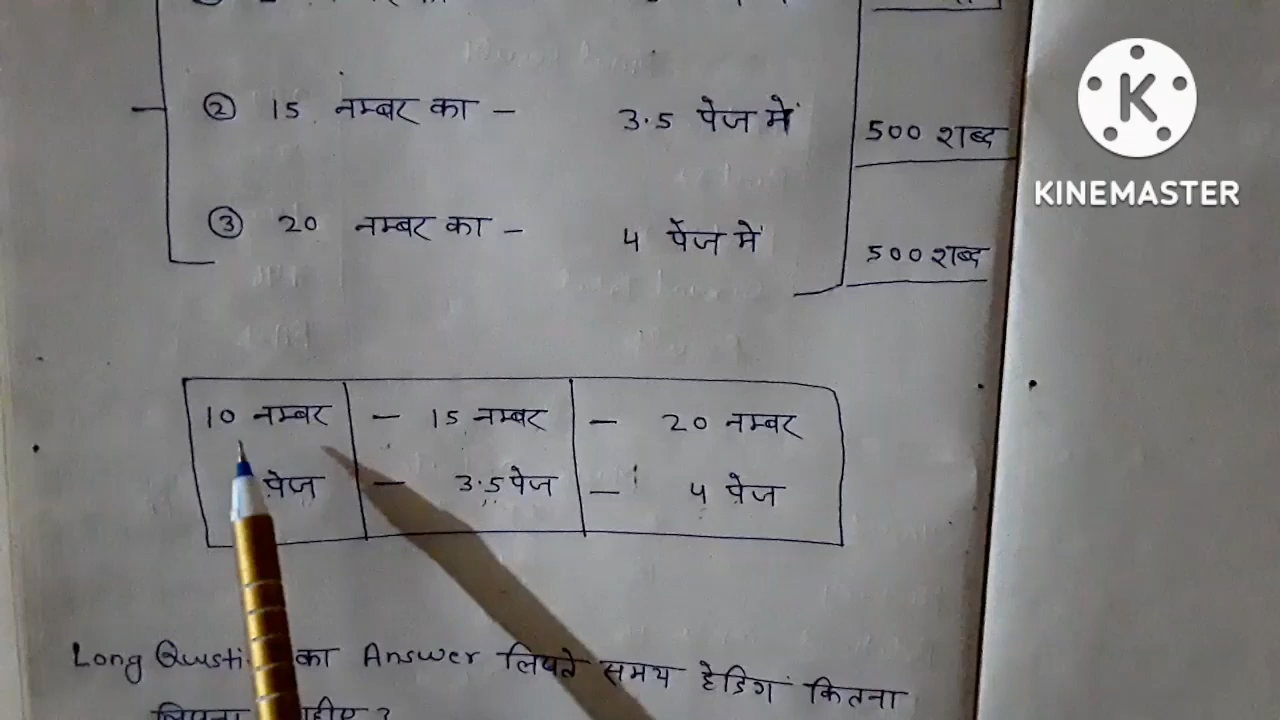 ② 15 नम्बर का - 3.5 पेज में
500 शब्द
③ 20 नम्बर का - 4 पेज में
500 शब्द
10 नम्बर - 15 नम्बर - 20 नम्बर
पेज - 3.5 पेज - 4 पेज
Long Qusti का Answer लिखते समय हेडिंग कितना
K
KINEMASTER